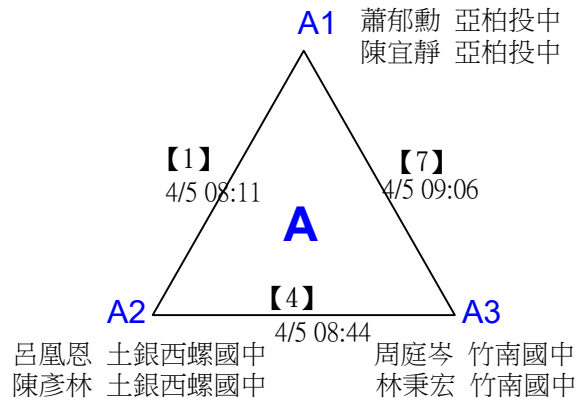 A1
蕭郁勳 亞柏投中
陳宜靜 亞柏投中
【1】
4/5 08:11
【7】
4/5 09:06
A
A2
【4】
4/5 08:44
A3
呂凰恩 土銀西螺國中
陳彥林 土銀西螺國中
周庭岑 竹南國中
林秉宏 竹南國中